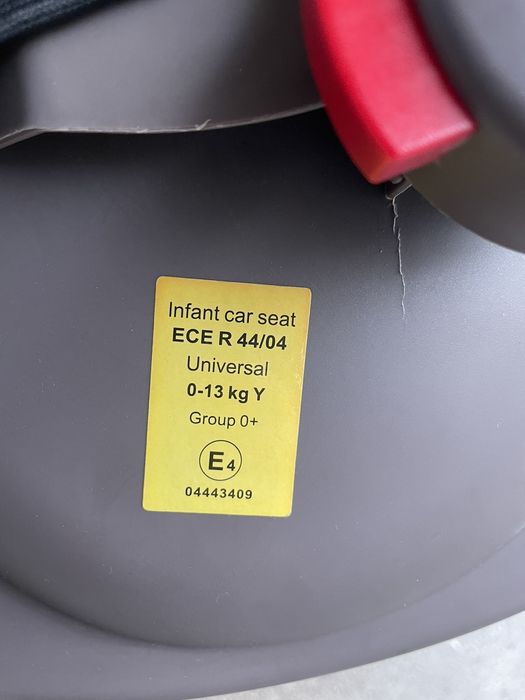 Infant car seat
ECE R 44/04
Universal
0-13 kg Y
Group 0+
E4
04443409